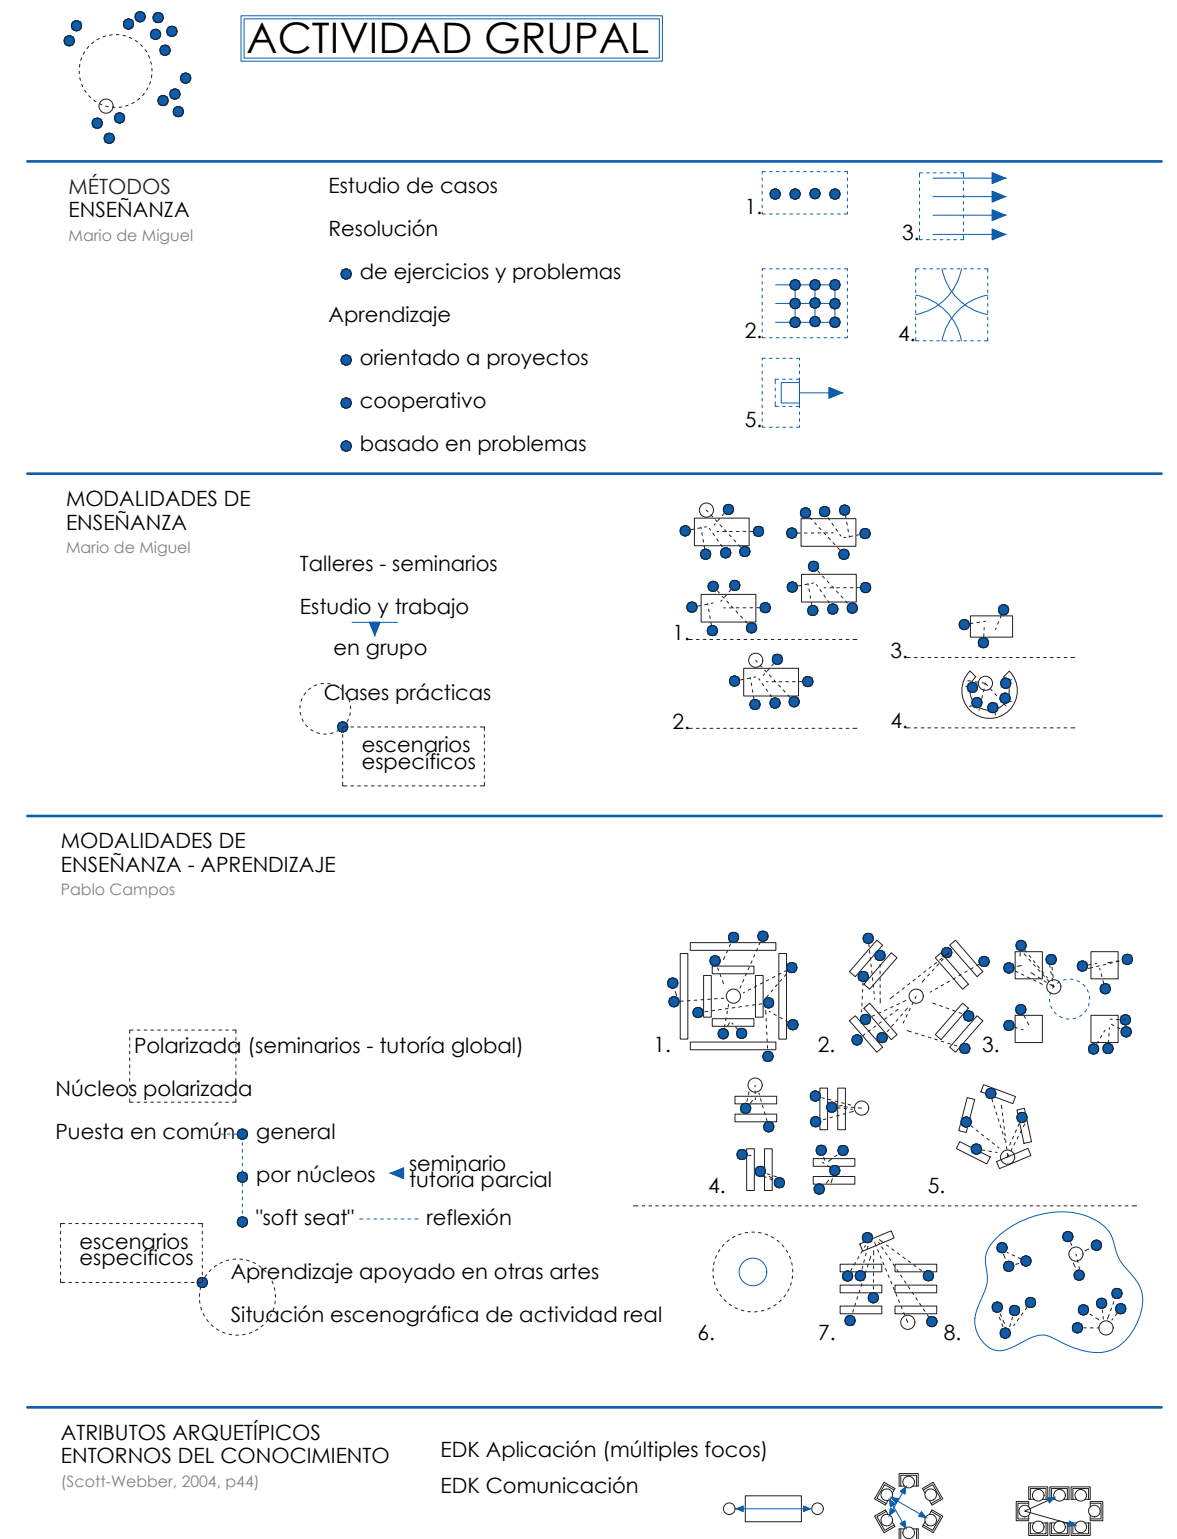 ACTIVIDAD GRUPAL
MÉTODOS
ENSEÑANZA
Mario de Miguel
Estudio de casos
Resolución
de ejercicios y problemas
Aprendizaje
orientado a proyectos
cooperativo
basado en problemas
1.
3.
2.
4.
5.
MODALIDADES DE
ENSEÑANZA
Mario de Miguel
Talleres - seminarios
Estudio y trabajo
en grupo
Clases prácticas
escenarios
específicos
1.
3.
2.
4.
MODALIDADES DE
ENSEÑANZA - APRENDIZAJE
Pablo Campos
Polarizada (seminarios - tutoría global)
Núcleos polarizada
Puesta en común general
por núcleos
seminario
tutoría parcial
"soft seat" reflexión
escenarios
específicos
Aprendizaje apoyado en otras artes
Situación escenográfica de actividad real
1.
2.
3.
4.
5.
6.
7.
8.
ATRIBUTOS ARQUETÍPICOS
ENTORNOS DEL CONOCIMIENTO
(Scott-Webber, 2004, p44)
EDK Aplicación (múltiples focos)
EDK Comunicación